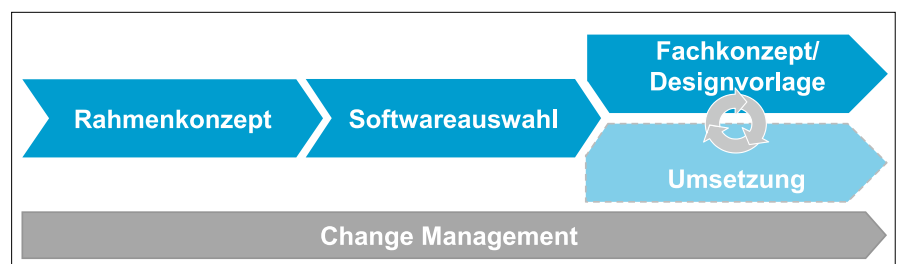 Rahmenkonzept
Softwareauswahl
Fachkonzept/
Designvorlage
Umsetzung
Change Management